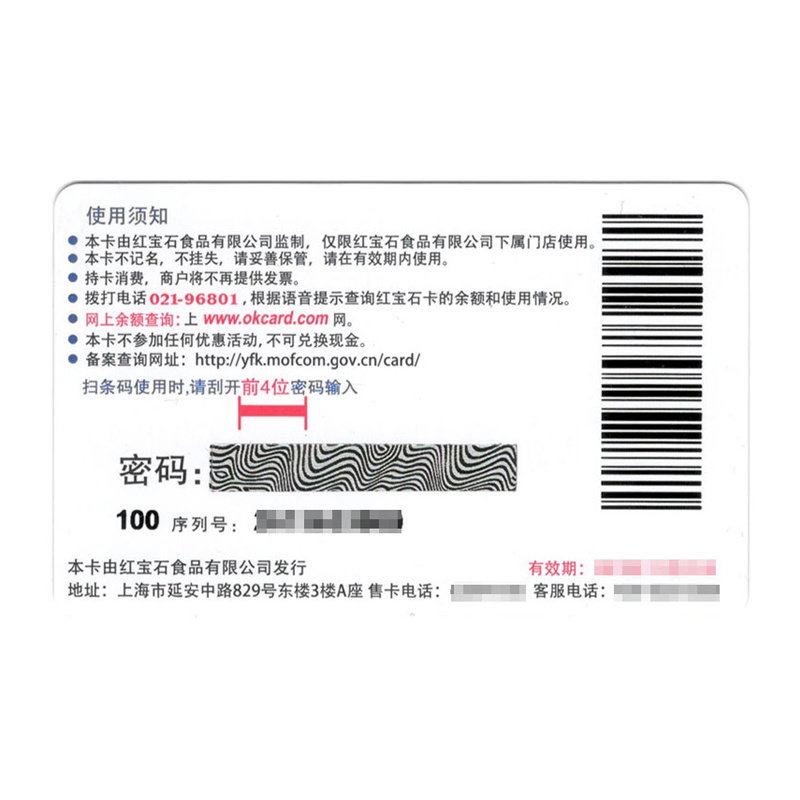 使用须知
本卡由红宝石食品有限公司监制，仅限红宝石食品有限公司下属门店使用。
本卡不记名，不挂失，请妥善保管，请在有效期内使用。
持卡消费，商户将不再提供发票。
拨打电话021-96801，根据语音提示查询红宝石卡的余额和使用情况。
网上余额查询：上 www.okcard.com 网。
本卡不参加任何优惠活动，不可兑换现金。
备案查询网址：http://yfk.mofcom.gov.cn/card/
扫条码使用时,请刮开前4位密码输入
密码：
100 序列号：
本卡由红宝石食品有限公司发行 有效期：
地址：上海市延安中路829号东楼3楼A座 售卡电话： 客服电话：